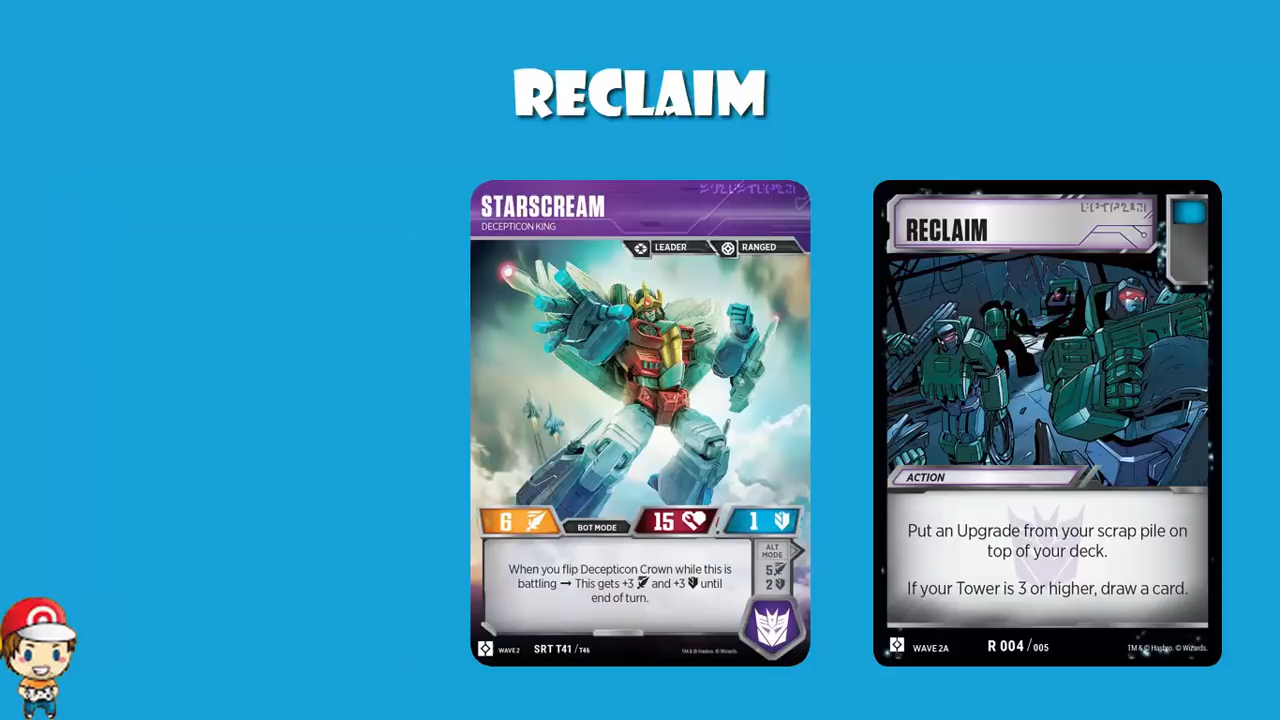 RECLAIM
STARSCREAM
DECEPTICON KING
LEADER
RANGED
6
BOT MODE
15
1
When you flip Decepticon Crown while this is
battling → This gets +3 and +3 until
end of turn.
ALT
MODE
5
2
WAVE 2
SRT T41 / T46
TM & © Hasbro. © Wizards.
RECLAIM
ACTION
Put an Upgrade from your scrap pile on
top of your deck.
If your Tower is 3 or higher, draw a card.
WAVE 2A
R 004 / 005
TM & © Hasbro. © Wizards.